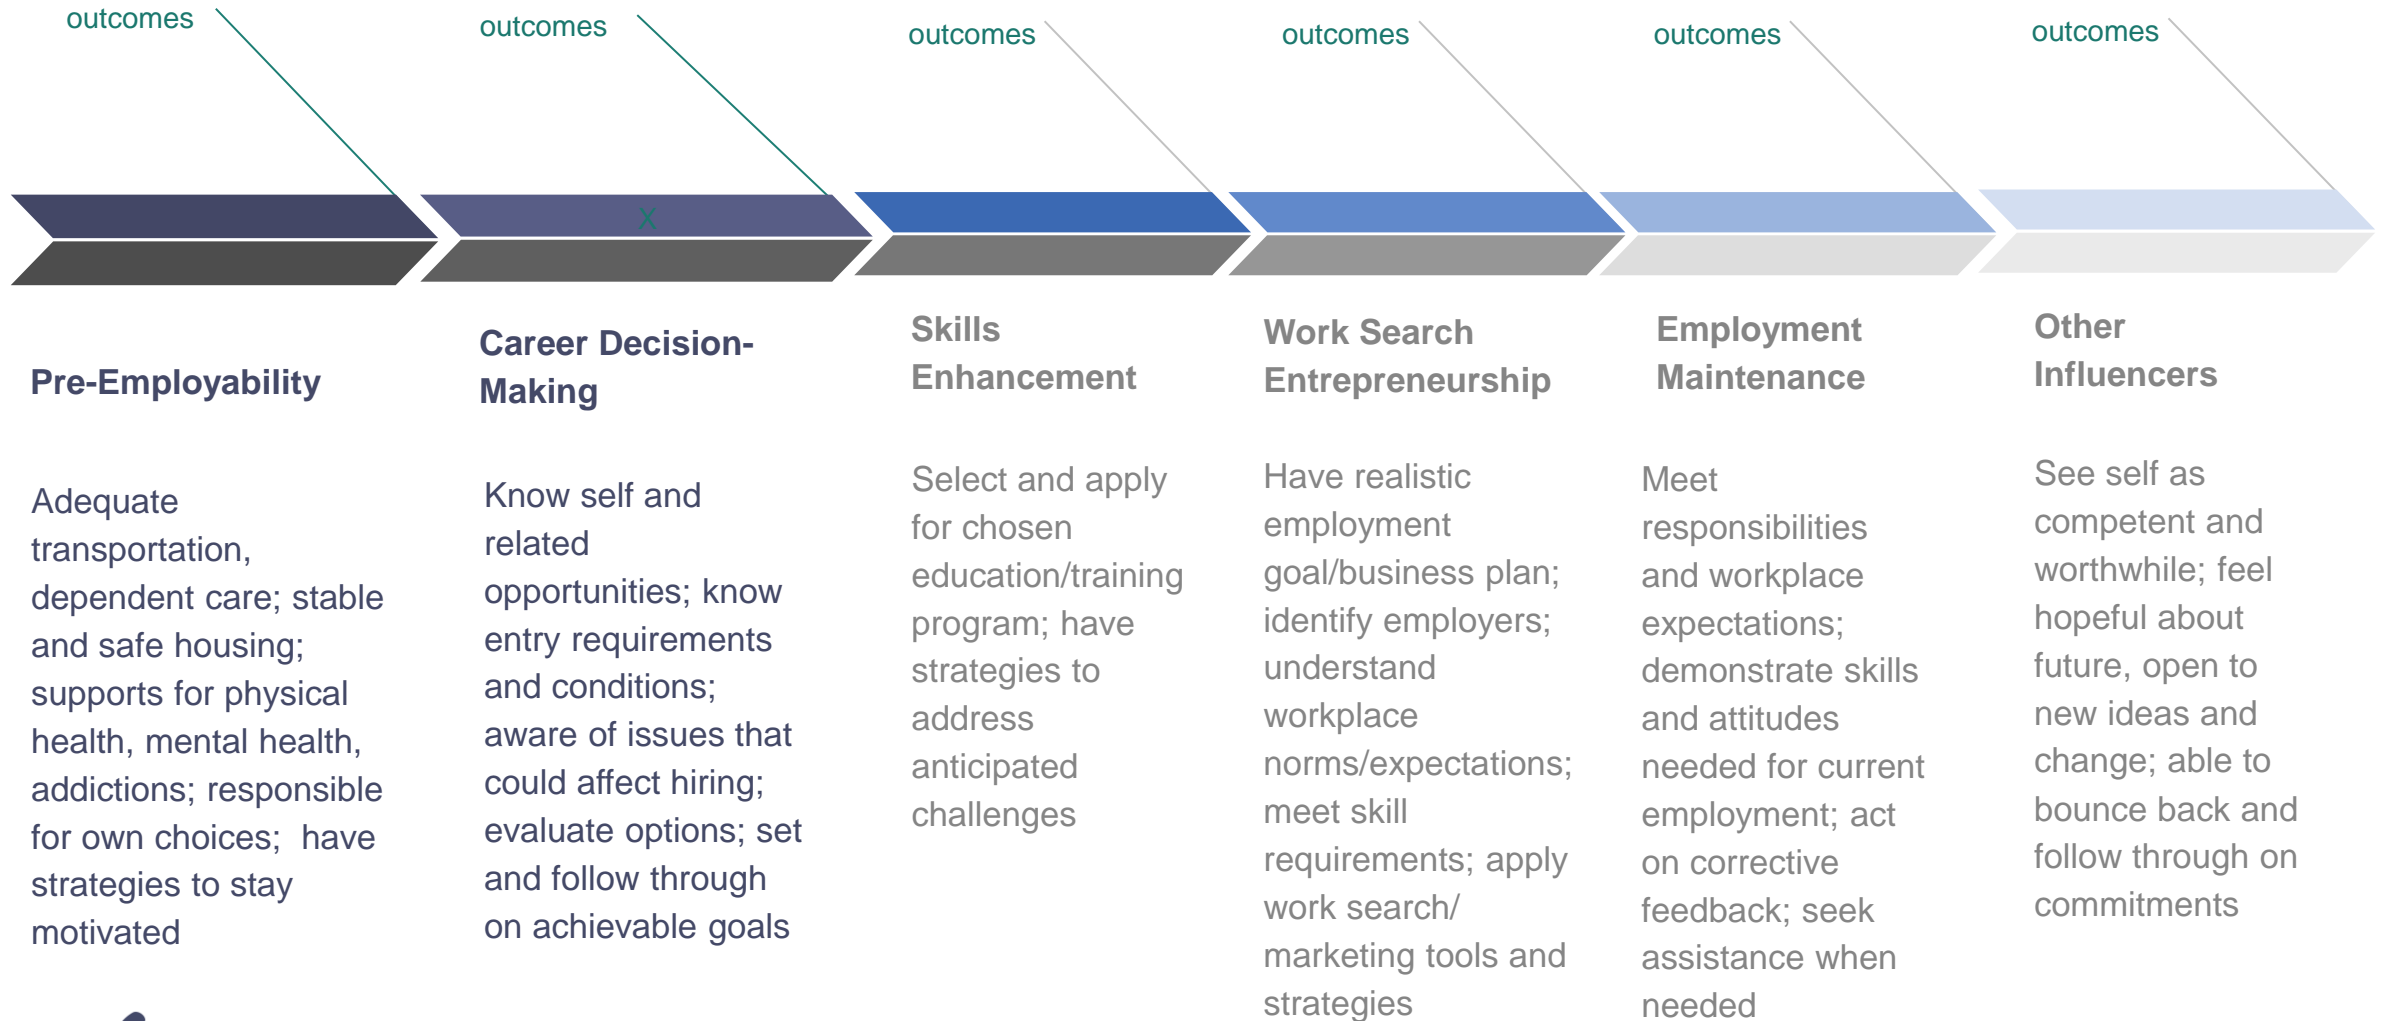 outcomes
outcomes
outcomes
outcomes
outcomes
outcomes
X
Pre-Employability
Adequate
transportation,
dependent care; stable
and safe housing;
supports for physical
health, mental health,
addictions; responsible
for own choices;  have
strategies to stay
motivated
Career Decision-
Making
Know self and
related
opportunities; know
entry requirements
and conditions;
aware of issues that
could affect hiring;
evaluate options; set
and follow through
on achievable goals
Skills
Enhancement
Select and apply
for chosen
education/training
program; have
strategies to
address
anticipated
challenges
Work Search
Entrepreneurship
Have realistic
employment
goal/business plan;
identify employers;
understand
workplace
norms/expectations;
meet skill
requirements; apply
work search/
marketing tools and
strategies
Employment
Maintenance
Meet
responsibilities
and workplace
expectations;
demonstrate skills
and attitudes
needed for current
employment; act
on corrective
feedback; seek
assistance when
needed
Other
Influencers
See self as
competent and
worthwhile; feel
hopeful about
future, open to
new ideas and
change; able to
bounce back and
follow through on
commitments